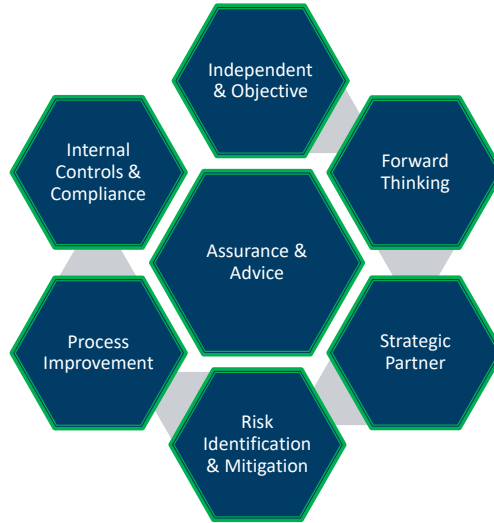 Independent
& Objective
Forward
Thinking
Strategic
Partner
Risk
Identification
& Mitigation
Process
Improvement
Internal
Controls &
Compliance
Assurance &
Advice